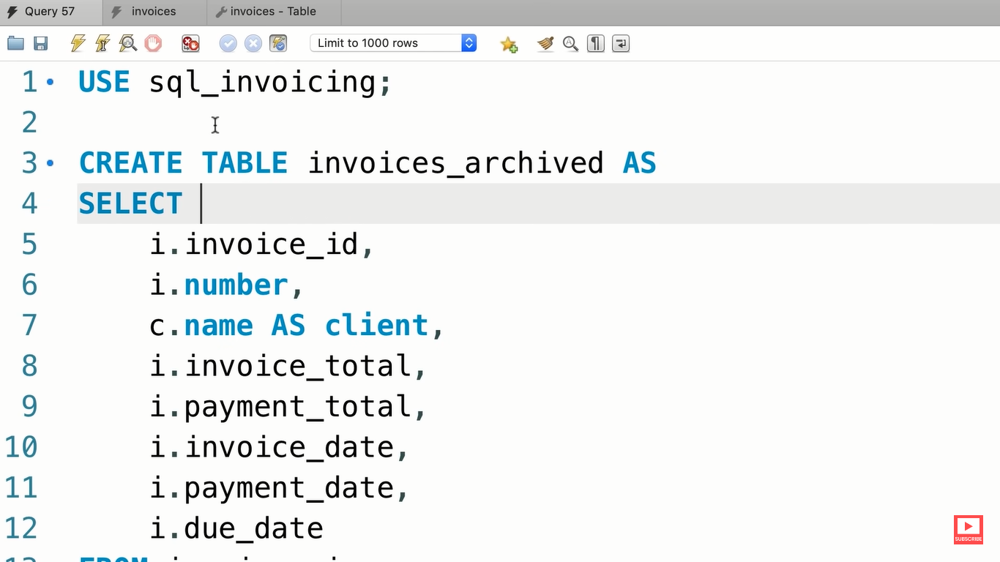 Query 57 invoices invoices - Table
Limit to 1000 rows
1 USE sql_invoicing;
2
3 CREATE TABLE invoices_archived AS
4 SELECT
5 i.invoice_id,
6 i.number,
7 c.name AS client,
8 i.invoice_total,
9 i.payment_total,
10 i.invoice_date,
11 i.payment_date,
12 i.due_date
SUBSCRIBE